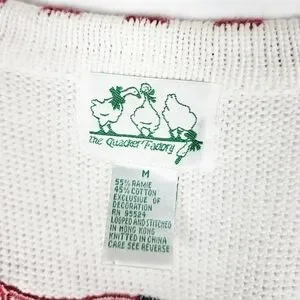 the Quacker Factory
M
55% RAMIE
45% COTTON
EXCLUSIVE OF
DECORATION
RN 95524
LOOPED AND STITCHED
IN HONG KONG
KNITTED IN CHINA
CARE SEE REVERSE